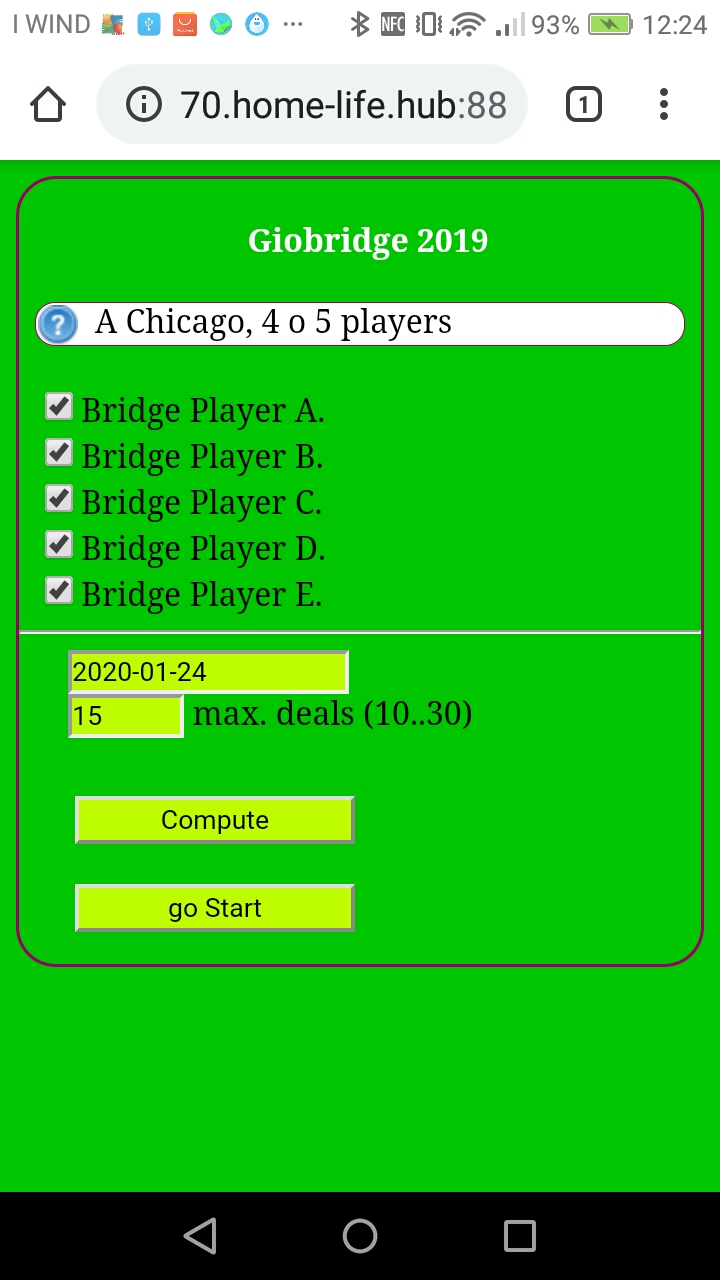 I WIND ... NFC 93% 12:24
70.home-life.hub:88 1
Giobridge 2019
? A Chicago, 4 o 5 players
Bridge Player A.
Bridge Player B.
Bridge Player C.
Bridge Player D.
Bridge Player E.
2020-01-24
15 max. deals (10..30)
Compute
go Start